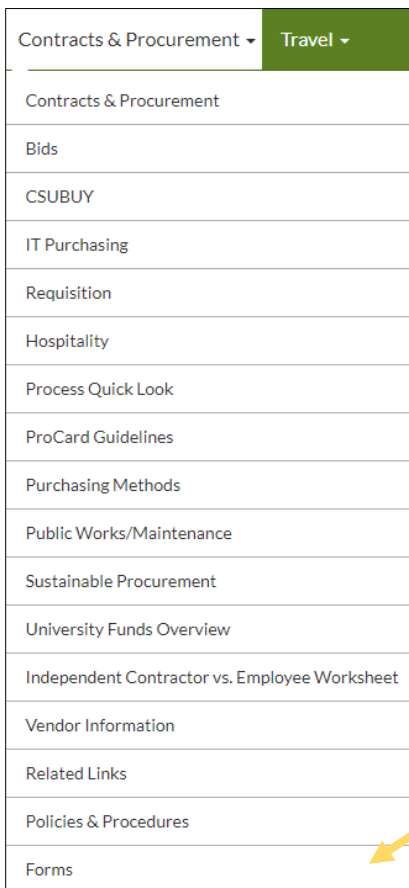 Contracts & Procurement Travel
Contracts & Procurement
Bids
CSUBUY
IT Purchasing
Requisition
Hospitality
Process Quick Look
ProCard Guidelines
Purchasing Methods
Public Works/Maintenance
Sustainable Procurement
University Funds Overview
Independent Contractor vs. Employee Worksheet
Vendor Information
Related Links
Policies & Procedures
Forms